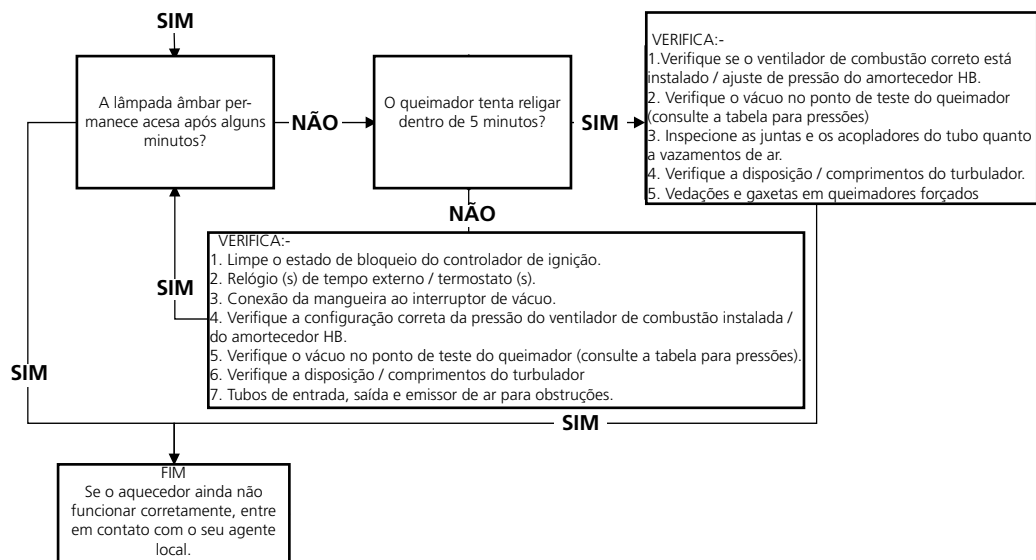 SIM
A lâmpada âmbar per-
manece acesa após alguns
minutos?
NÃO
O queimador tenta religar
dentro de 5 minutos?
SIM
VERIFICA:-
1.Verifique se o ventilador de combustão correto está
instalado / ajuste de pressão do amortecedor HB.
2. Verifique o vácuo no ponto de teste do queimador
(consulte a tabela para pressões)
3. Inspecione as juntas e os acopladores do tubo quanto
a vazamentos de ar.
4. Verifique a disposição / comprimentos do turbulador.
5. Vedações e gaxetas em queimadores forçados
NÃO
VERIFICA:-
1. Limpe o estado de bloqueio do controlador de ignição.
2. Relógio (s) de tempo externo / termostato (s).
3. Conexão da mangueira ao interruptor de vácuo.
4. Verifique a configuração correta da pressão do ventilador de combustão instalada /
do amortecedor HB.
5. Verifique o vácuo no ponto de teste do queimador (consulte a tabela para pressões).
6. Verifique a disposição / comprimentos do turbulador
7. Tubos de entrada, saída e emissor de ar para obstruções.
SIM
SIM
SIM
FIM
Se o aquecedor ainda não
funcionar corretamente, entre
em contato com o seu agente
local.